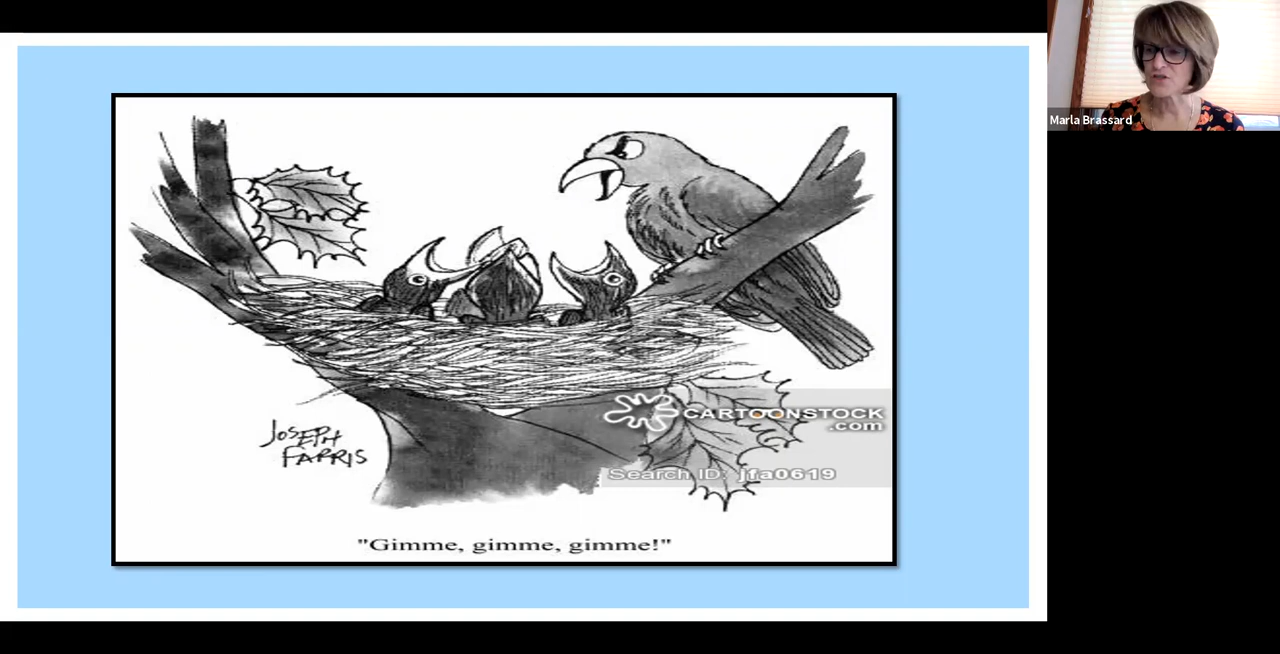 Marla Brassard
JOSEPH
FARRIS
CARTOONSTOCK
.com
Search ID: jfa0619
"Gimme, gimme, gimme!"